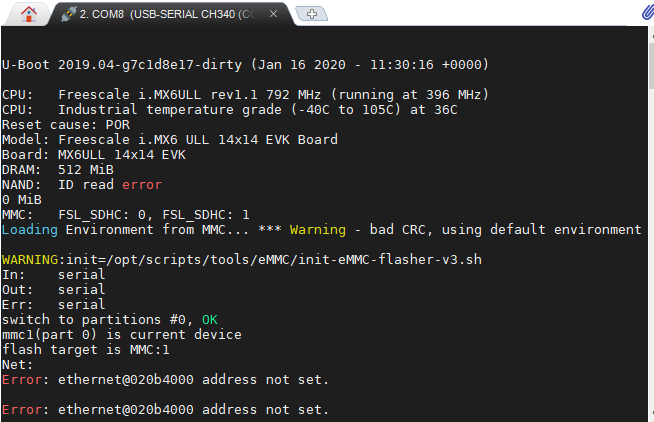 2. COM8 (USB-SERIAL CH340 (CO
U-Boot 2019.04-g7c1d8e17-dirty (Jan 16 2020 - 11:30:16 +0000)
CPU:   Freescale i.MX6ULL rev1.1 792 MHz (running at 396 MHz)
CPU:   Industrial temperature grade (-40C to 105C) at 36C
Reset cause: POR
Model: Freescale i.MX6 ULL 14x14 EVK Board
Board: MX6ULL 14x14 EVK
DRAM:  512 MiB
NAND:  ID read error
0 MiB
MMC:   FSL_SDHC: 0, FSL_SDHC: 1
Loading Environment from MMC... *** Warning - bad CRC, using default environment
WARNING:init=/opt/scripts/tools/eMMC/init-eMMC-flasher-v3.sh
In:    serial
Out:   serial
Err:   serial
switch to partitions #0, OK
mmc1(part 0) is current device
flash target is MMC:1
Net:
Error: ethernet@020b4000 address not set.
Error: ethernet@020b4000 address not set.